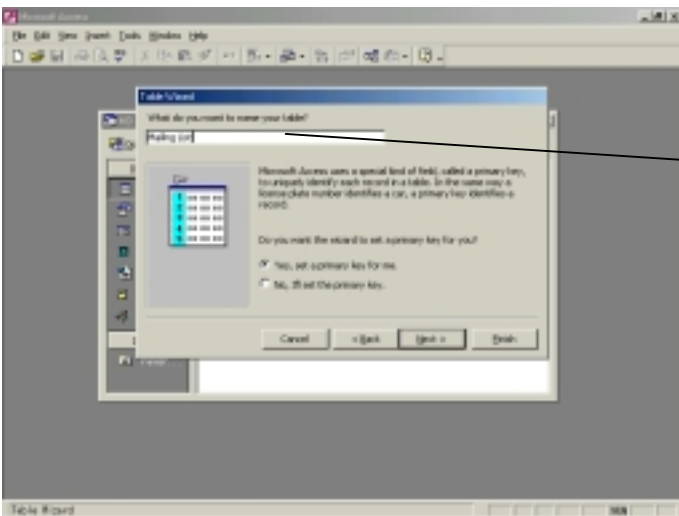 Microsoft Access
File Edit View Insert Tools Window Help
Table Wizard
What do you want to name your table?
Mailing List
Microsoft Access uses a special kind of field, called a primary key,
to uniquely identify each record in a table. In the same way a
license plate number identifies a car, a primary key identifies a
record.
Do you want the wizard to set a primary key for you?
Yes, set a primary key for me.
No, I'll set the primary key.
Cancel
< Back
Next >
Finish
Table Wizard
NUM